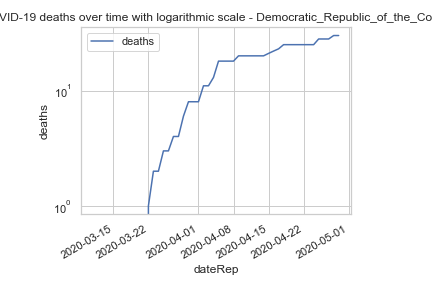 VID-19 deaths over time with logarithmic scale - Democratic_Republic_of_the_Co
deaths
10¹
10⁰
deaths
2020-03-15
2020-03-22
2020-04-01
2020-04-08
2020-04-15
2020-04-22
2020-05-01
dateRep